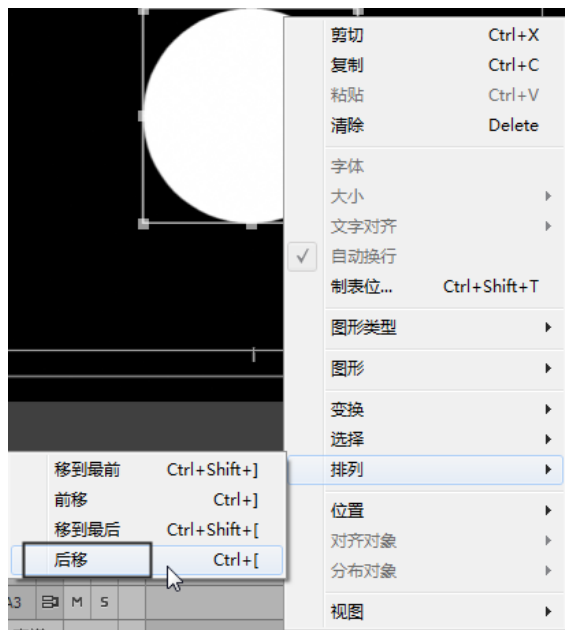 剪切 Ctrl+X
复制 Ctrl+C
粘贴 Ctrl+V
清除 Delete
字体
大小
文字对齐
自动换行
制表位... Ctrl+Shift+T
图形类型
图形
变换
选择
排列
位置
对齐对象
分布对象
视图
移到最前 Ctrl+Shift+]
前移 Ctrl+]
移到最后 Ctrl+Shift+[
后移 Ctrl+[
A3 M S